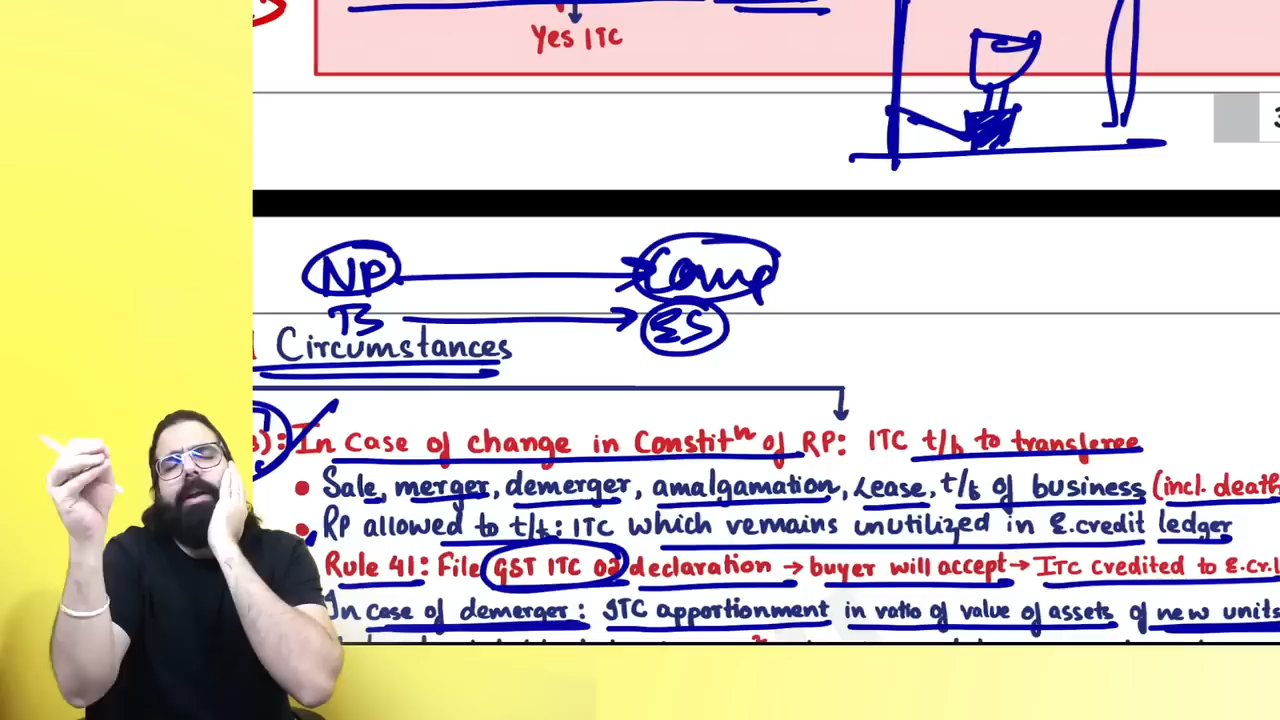 Yes ITC
3
NP Comp
TS ES
Circumstances
): In case of change in Constitⁿ of RP: ITC t/f to transferee
• Sale, merger, demerger, amalgamation, Lease, t/f of business (incl. death
• RP allowed to t/f: ITC which remains unutilized in E.credit ledger
Rule 41: File GST ITC 02 declaration → buyer will accept → ITC credited to E.Cr.L
In case of demerger: ITC apportionment in ratio of value of assets of new units